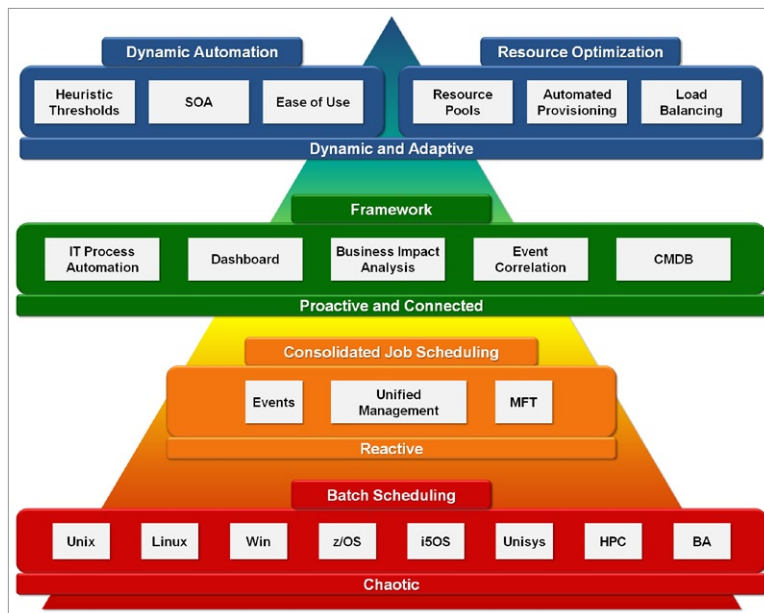 Dynamic Automation
Resource Optimization
Heuristic
Thresholds
SOA
Ease of Use
Resource
Pools
Automated
Provisioning
Load
Balancing
Dynamic and Adaptive
Framework
IT Process
Automation
Dashboard
Business Impact
Analysis
Event
Correlation
CMDB
Proactive and Connected
Consolidated Job Scheduling
Events
Unified
Management
MFT
Reactive
Batch Scheduling
Unix
Linux
Win
z/OS
i5OS
Unisys
HPC
BA
Chaotic